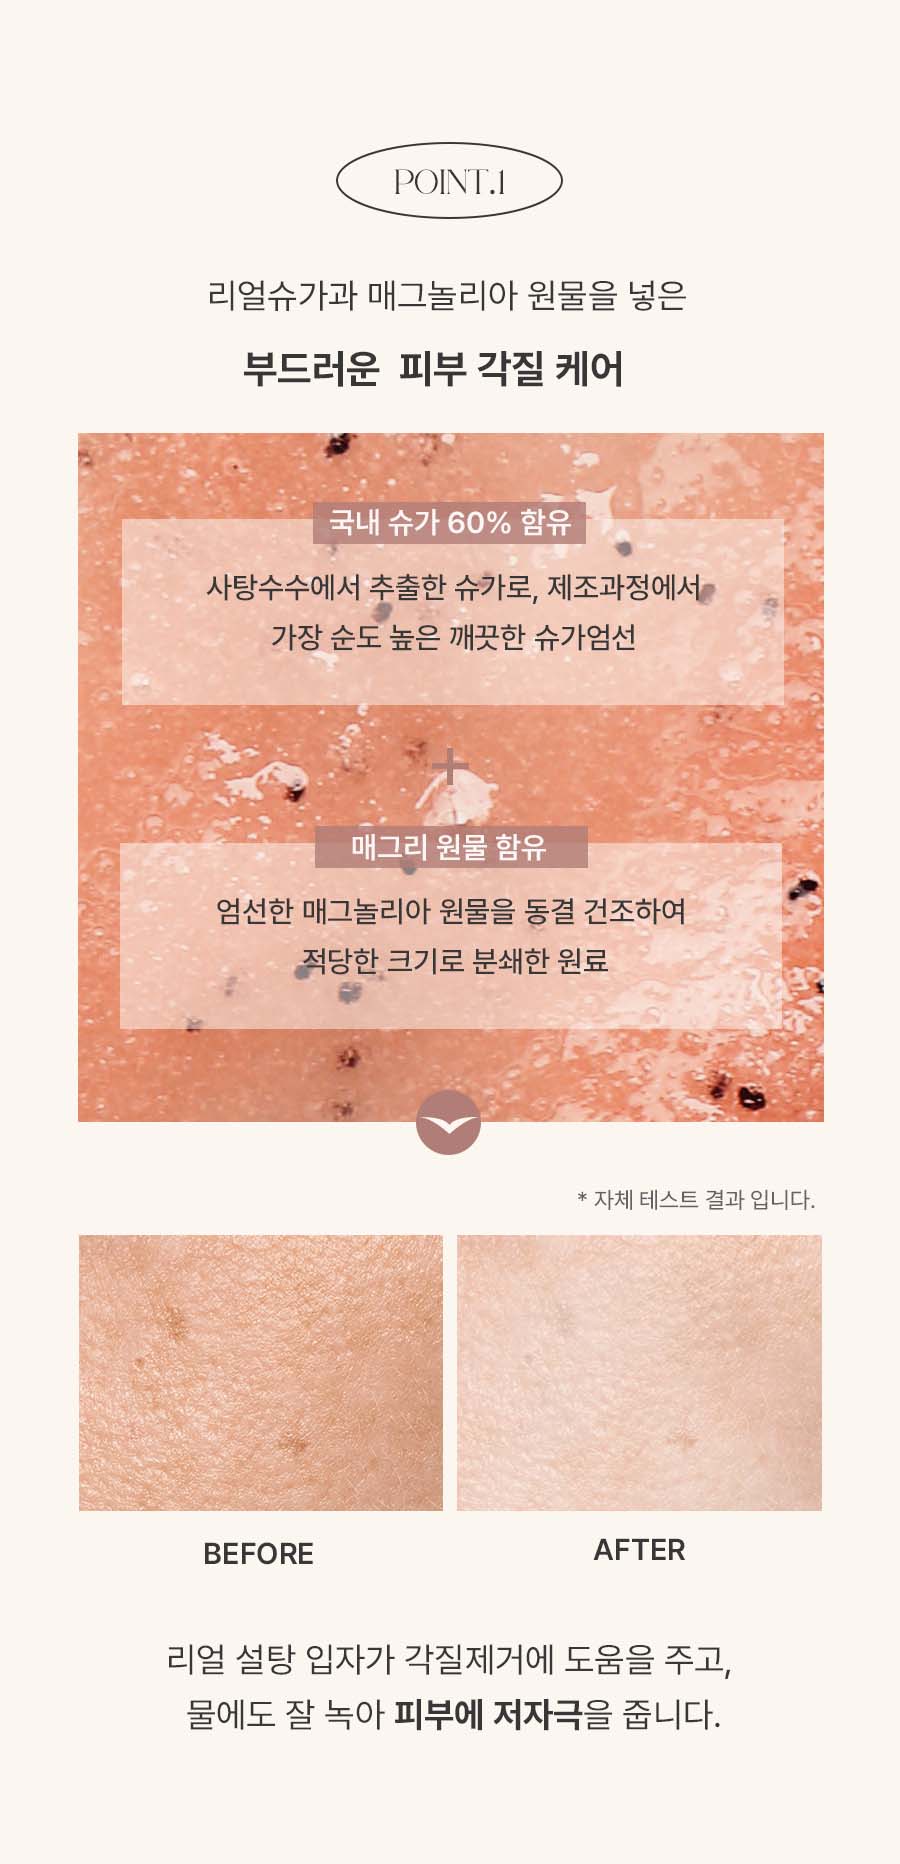 POINT.1
리얼슈가과 매그놀리아 원물을 넣은
부드러운 피부 각질 케어
국내 슈가 60% 함유
사탕수수에서 추출한 슈카로, 제조과정에서
가장 순도 높은 깨끗한 슈가엄선
+
매그리 원물 함유
엄선한 매그놀리아 원물을 동결 건조하여
적당한 크기로 분쇄한 원료
* 자체 테스트 결과 입니다.
BEFORE
AFTER
리얼 설탕 입자가 각질제거에 도움을 주고,
물에도 잘 녹아 피부에 저자극을 줍니다.